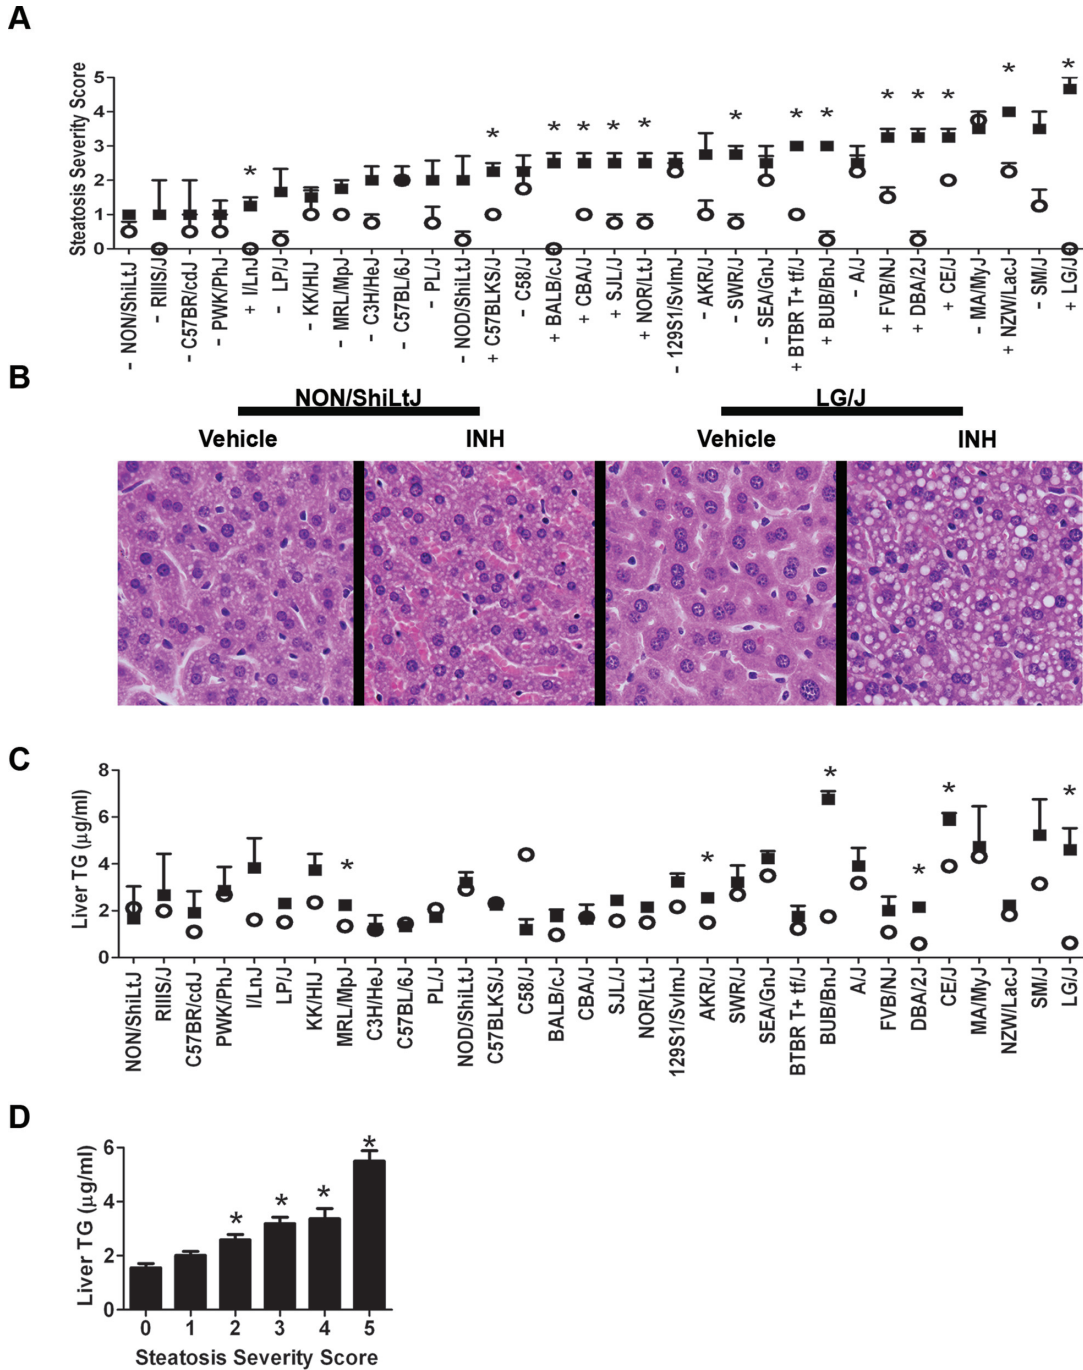 A
Steatosis Severity Score
5
4
3
2
1
0
* * * * * * * * * * * * * *
- NON/ShiLtJ
- RIIIS/J
- C57BR/cdJ
- PWK/PhJ
+ I/LnJ
- LP/J
- KK/HlJ
- MRL/MpJ
- C3H/HeJ
- C57BL/6J
- PL/J
- NOD/ShiLtJ
+ C57BLKS/J
- C58/J
+ BALB/cJ
+ CBA/J
+ SJL/J
+ NOR/LtJ
- 129S1/SvImJ
- AKR/J
- SWR/J
- SEA/GnJ
+ BTBR T+ tf/J
+ BUB/BnJ
- A/J
+ FVB/NJ
+ DBA/2J
+ CE/J
- MA/MyJ
+ NZW/LacJ
- SM/J
+ LG/J
B
NON/ShiLtJ LG/J
Vehicle INH Vehicle INH
C
Liver TG (µg/ml)
8
6
4
2
0
* * * * * *
NON/ShiLtJ
RIIIS/J
C57BR/cdJ
PWK/PhJ
I/LnJ
LP/J
KK/HlJ
MRL/MpJ
C3H/HeJ
C57BL/6J
PL/J
NOD/ShiLtJ
C57BLKS/J
C58/J
BALB/cJ
CBA/J
SJL/J
NOR/LtJ
129S1/SvImJ
AKR/J
SWR/J
SEA/GnJ
BTBR T+ tf/J
BUB/BnJ
A/J
FVB/NJ
DBA/2J
CE/J
MA/MyJ
NZW/LacJ
SM/J
LG/J
D
Liver TG (µg/ml)
6
4
2
0
* * * *
0 1 2 3 4 5
Steatosis Severity Score